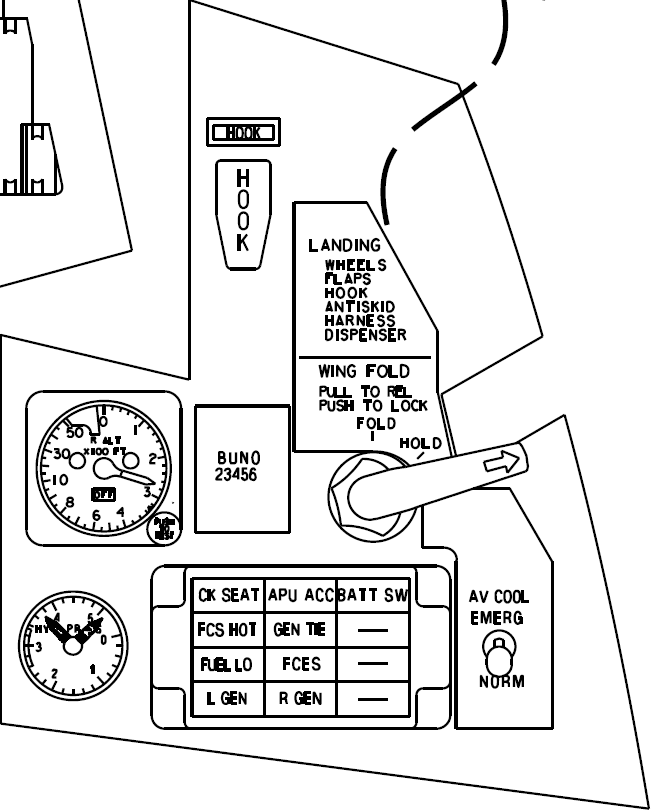 HOOK
HOOK
LANDING
WHEELS
FLAPS
HOOK
ANTISKID
HARNESS
DISPENSER
WING FOLD
PULL TO REL
PUSH TO LOCK
FOLD
HOLD
0
1
2
3
4
6
8
10
30
50
R ALT
X1000 FT
OFF
PUSH
TO
TEST
BUNO
23456
CK SEAT APU ACC BATT SW
FCS HOT GEN TIE
FUEL LO FCES
L GEN R GEN
0
1
2
3
4
5
HYD PRESS
AV COOL
EMERG
NORM